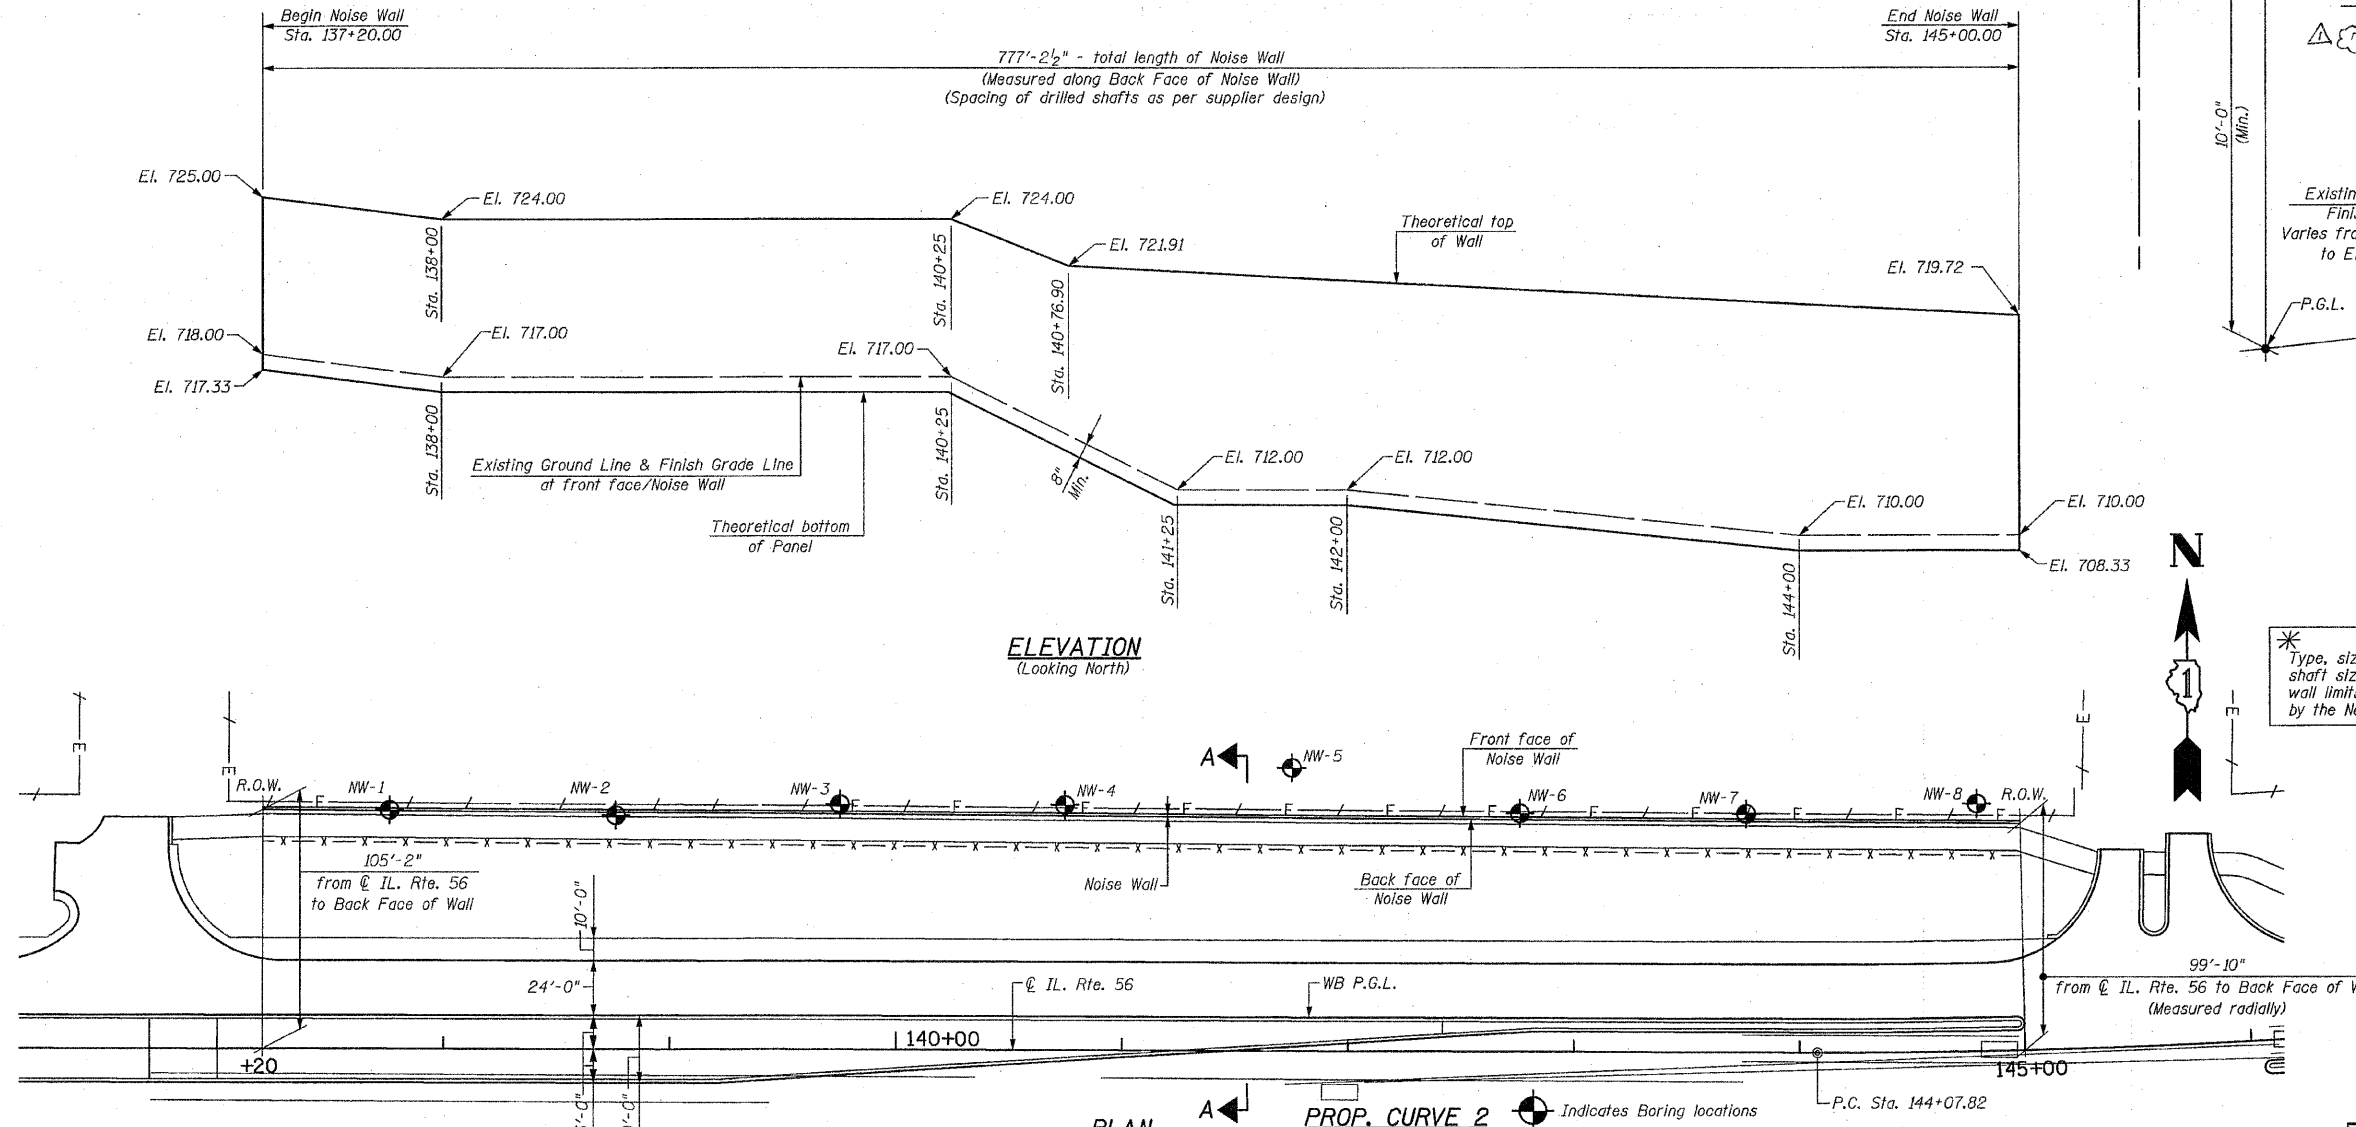 Begin Noise Wall
Sta. 137+20.00
End Noise Wall
Sta. 145+00.00
777'-2½" - total length of Noise Wall
(Measured along Back Face of Noise Wall)
(Spacing of drilled shafts as per supplier design)
10'-0"
(Min.)
El. 725.00
El. 724.00
El. 724.00
Theoretical top
of Wall
El. 721.91
El. 719.72
Sta. 138+00
Sta. 140+25
Sta. 140+76.90
Existin
Fini
Varies fro
to E
P.G.L.
El. 718.00
El. 717.00
El. 717.00
El. 717.33
Sta. 138+00
Sta. 140+25
Existing Ground Line & Finish Grade Line
at front face/Noise Wall
8"
Min.
El. 712.00
El. 712.00
El. 710.00
El. 710.00
Theoretical bottom
of Panel
Sta. 141+25
Sta. 142+00
Sta. 144+00
El. 708.33
N
1
ELEVATION
(Looking North)
Type, siz
shaft siz
wall limit
by the N
E
E
E
E
A
NW-5
Front face of
Noise Wall
R.O.W.
NW-1
NW-2
NW-3
NW-4
NW-6
NW-7
NW-8
R.O.W.
F
F
F
F
F
F
F
F
F
105'-2"
from ℄ IL. Rte. 56
to Back Face of Wall
Noise Wall
Back face of
Noise Wall
10'-0"
24'-0"
℄ IL. Rte. 56
WB P.G.L.
99'-10"
from ℄ IL. Rte. 56 to Back Face of W
(Measured radially)
+20
140+00
145+00
'-0"
'-0"
PLAN
A
PROP. CURVE 2
Indicates Boring locations
P.C. Sta. 144+07.82